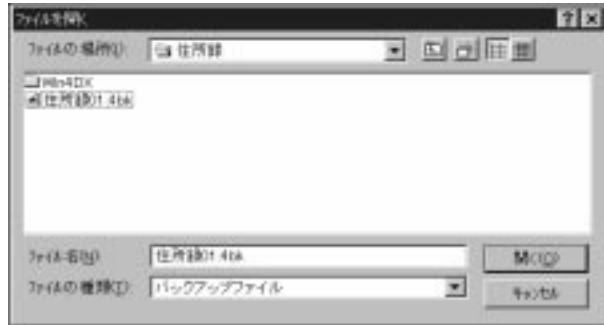 ファイルを開く
ファイルの場所(I): 住所録
Win4DX
住所録01.4bk
ファイル名(N): 住所録01.4bk 開く(O)
ファイルの種類(T): バックアップファイル キャンセル